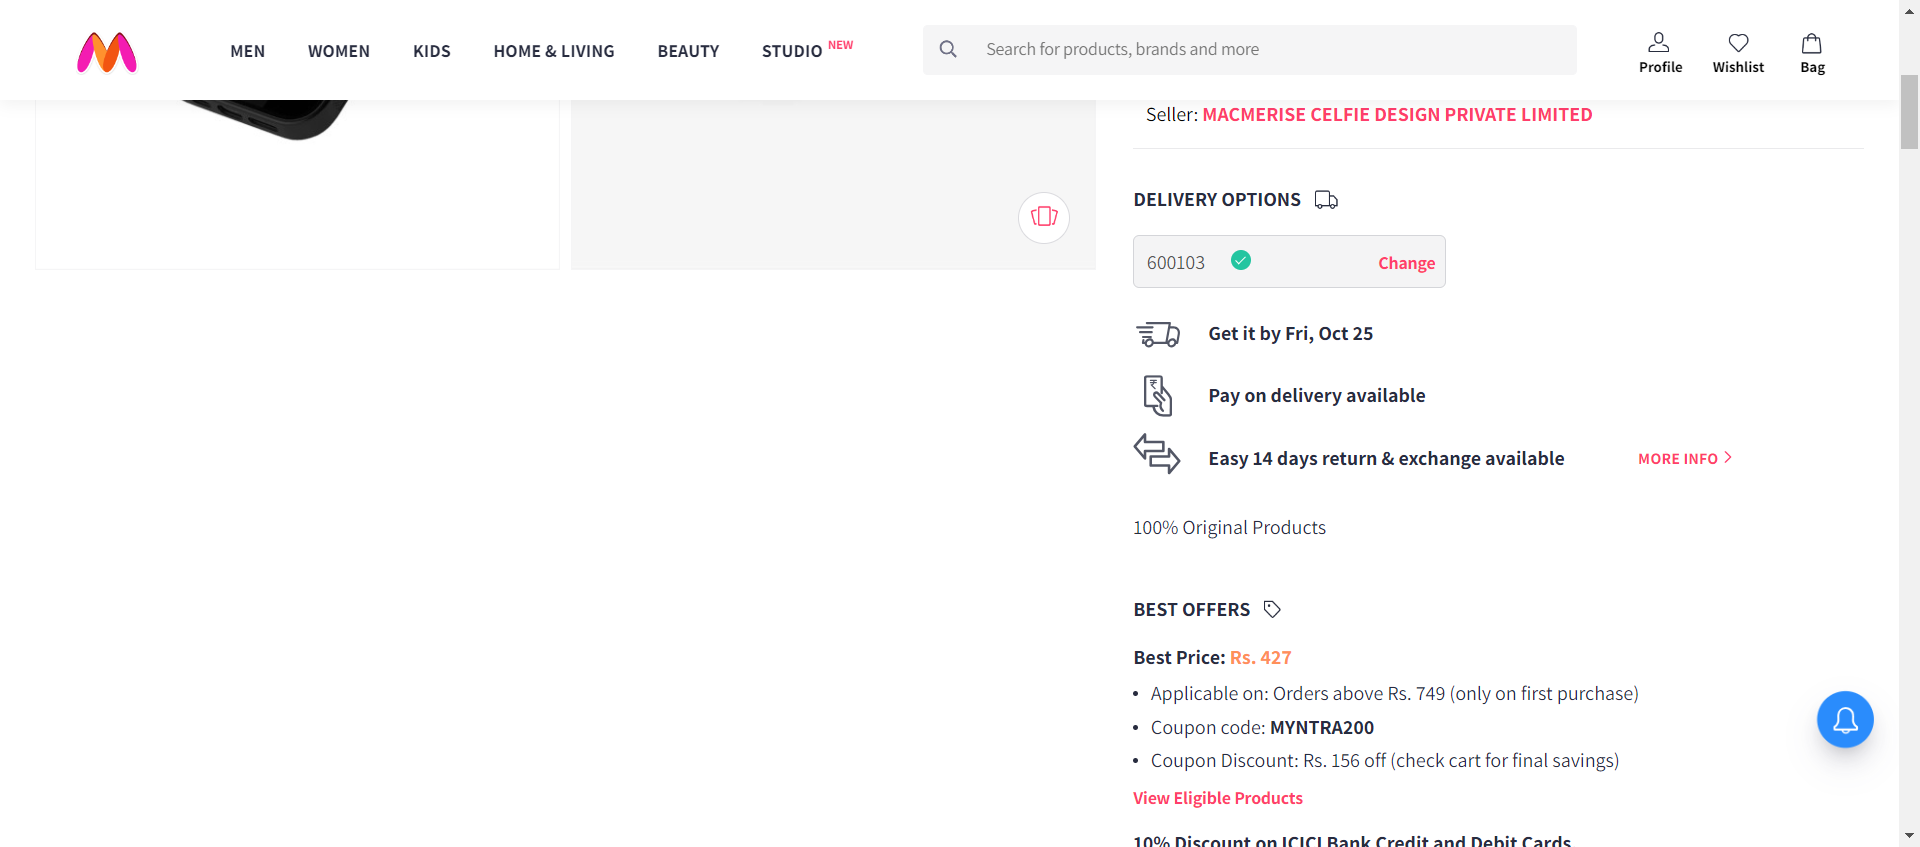 MEN WOMEN KIDS HOME & LIVING BEAUTY STUDIO NEW Search for products, brands and more Profile Wishlist Bag
Seller: MACMERISE CELFIE DESIGN PRIVATE LIMITED
DELIVERY OPTIONS
600103 Change
Get it by Fri, Oct 25
Pay on delivery available
Easy 14 days return & exchange available MORE INFO >
100% Original Products
BEST OFFERS
Best Price: Rs. 427
• Applicable on: Orders above Rs. 749 (only on first purchase)
• Coupon code: MYNTRA200
• Coupon Discount: Rs. 156 off (check cart for final savings)
View Eligible Products
10% Discount on ICICI Bank Credit and Debit Cards